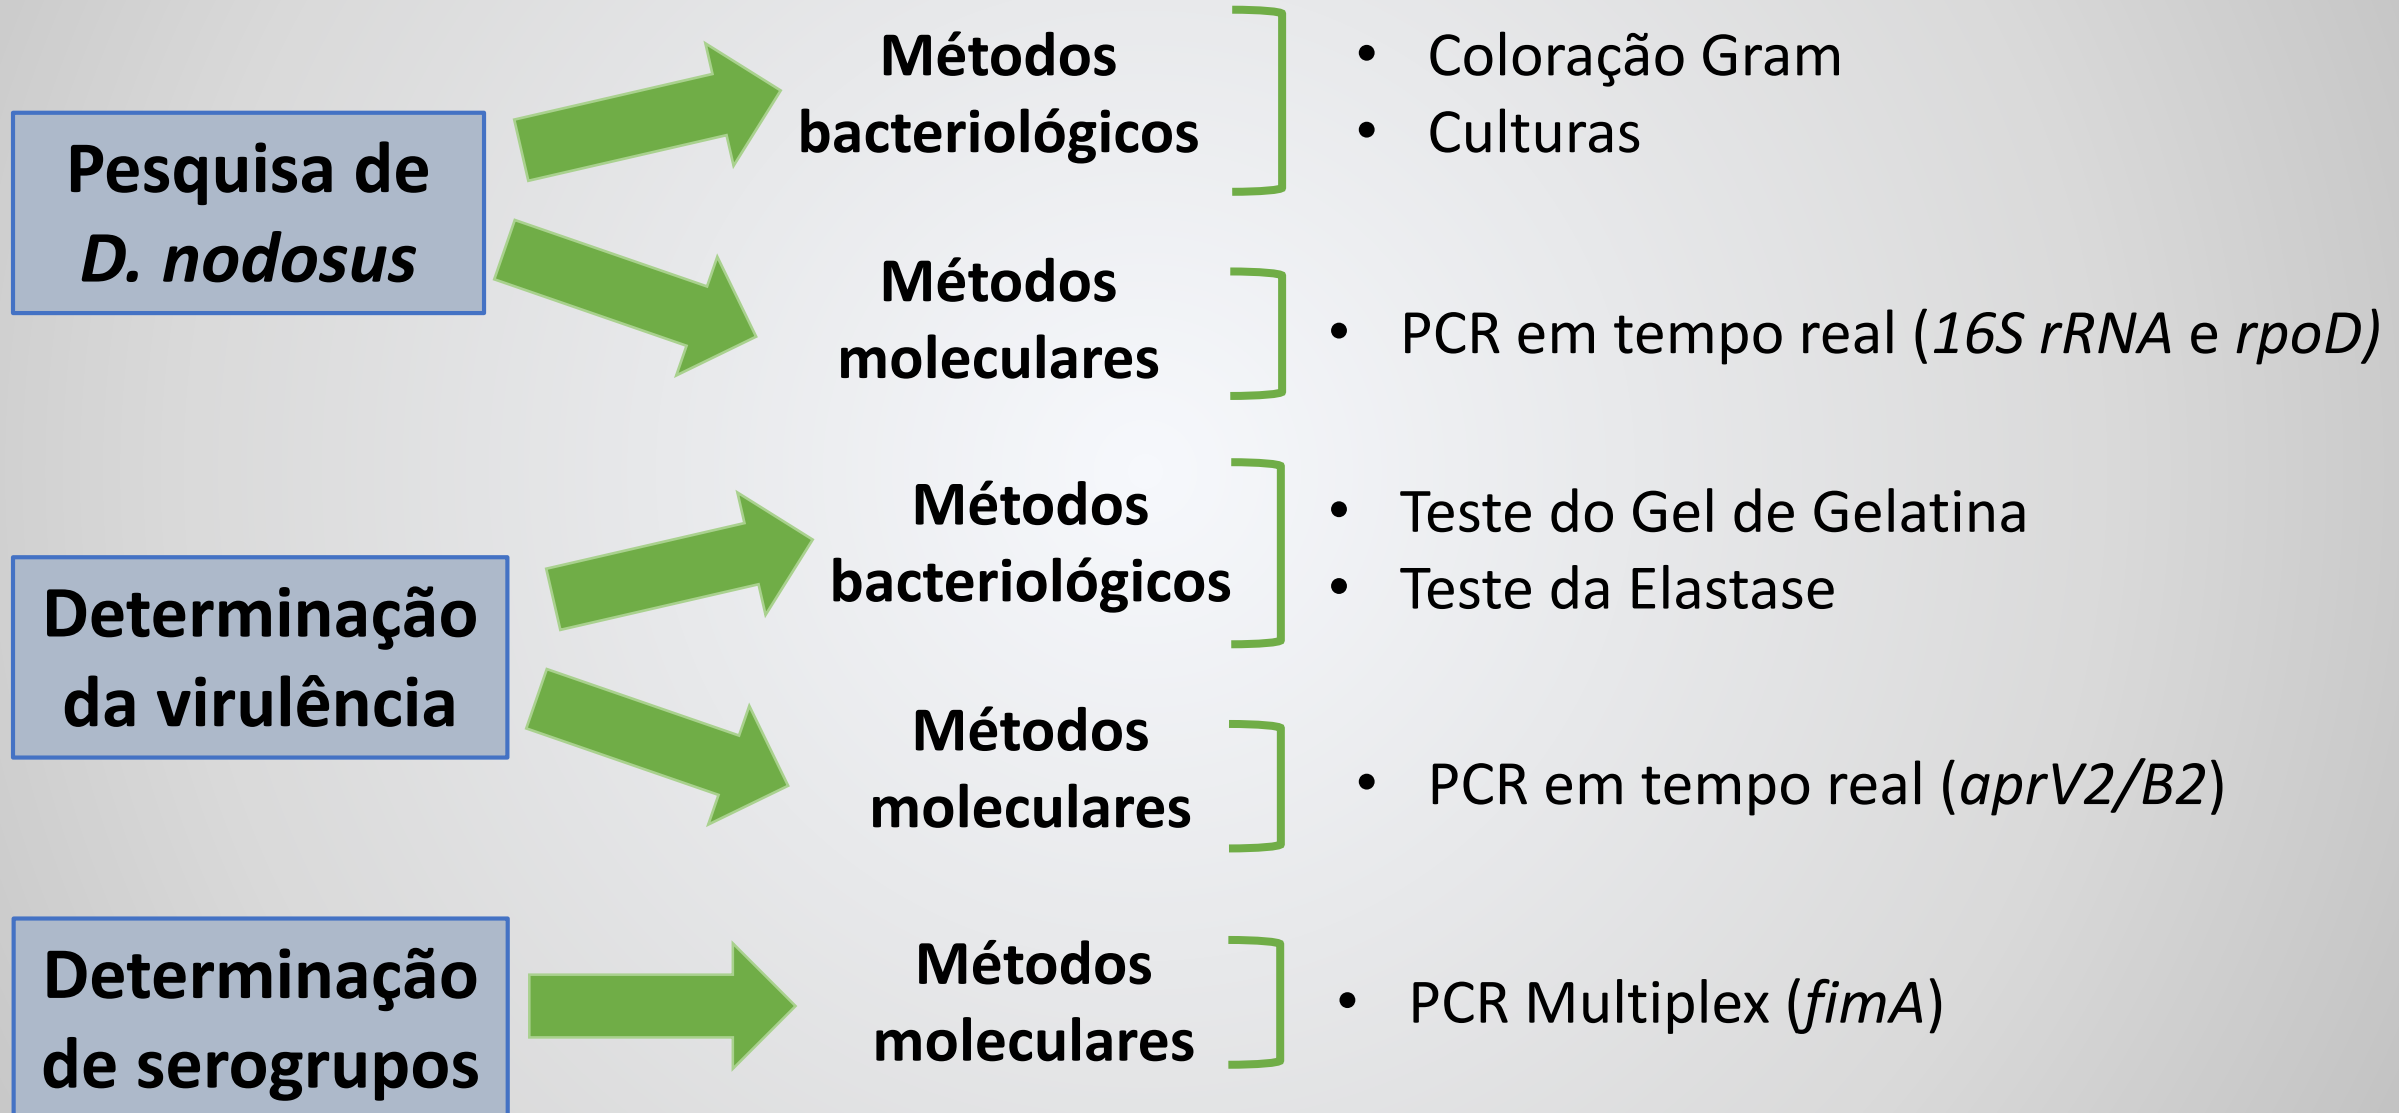 Pesquisa de
D. nodosus
Métodos
bacteriológicos
• Coloração Gram
• Culturas
Métodos
moleculares
• PCR em tempo real (16S rRNA e rpoD)
Determinação
da virulência
Métodos
bacteriológicos
• Teste do Gel de Gelatina
• Teste da Elastase
Métodos
moleculares
• PCR em tempo real (aprV2/B2)
Determinação
de serogrupos
Métodos
moleculares
• PCR Multiplex (fimA)